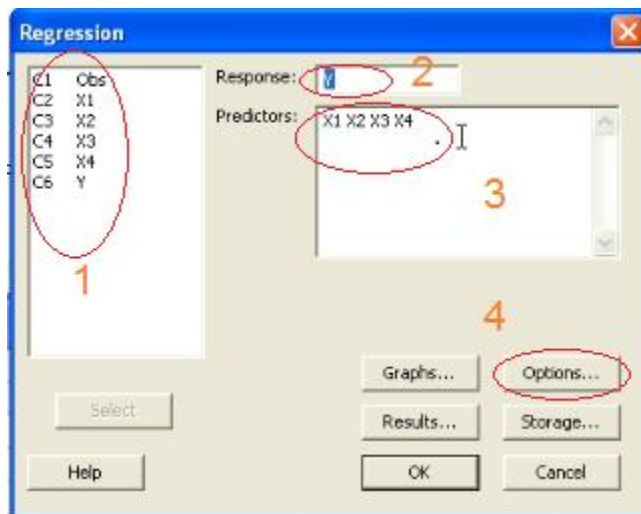 Regression
C1 Obs
C2 X1
C3 X2
C4 X3
C5 X4
C6 Y
1
Response: Y 2
Predictors: X1 X2 X3 X4
3
4
Graphs... Options...
Select
Results... Storage...
Help OK Cancel